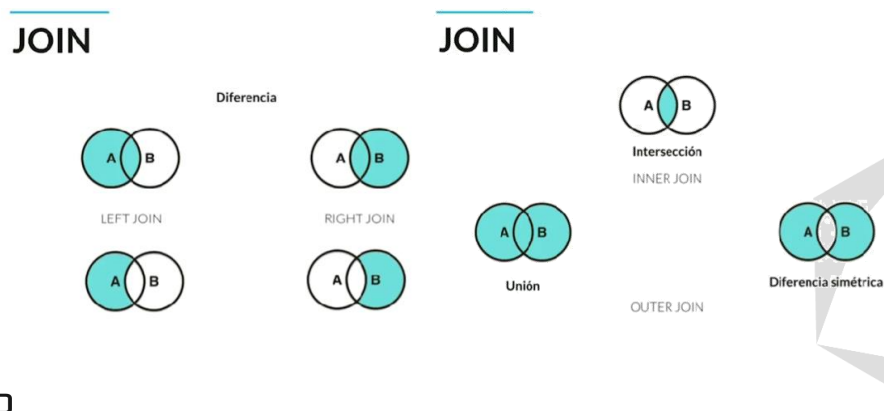 JOIN
Diferencia
A B
A B
LEFT JOIN
RIGHT JOIN
A B
A B
JOIN
A B
Intersección
INNER JOIN
A B
A B
Unión
Diferencia simétrica
OUTER JOIN